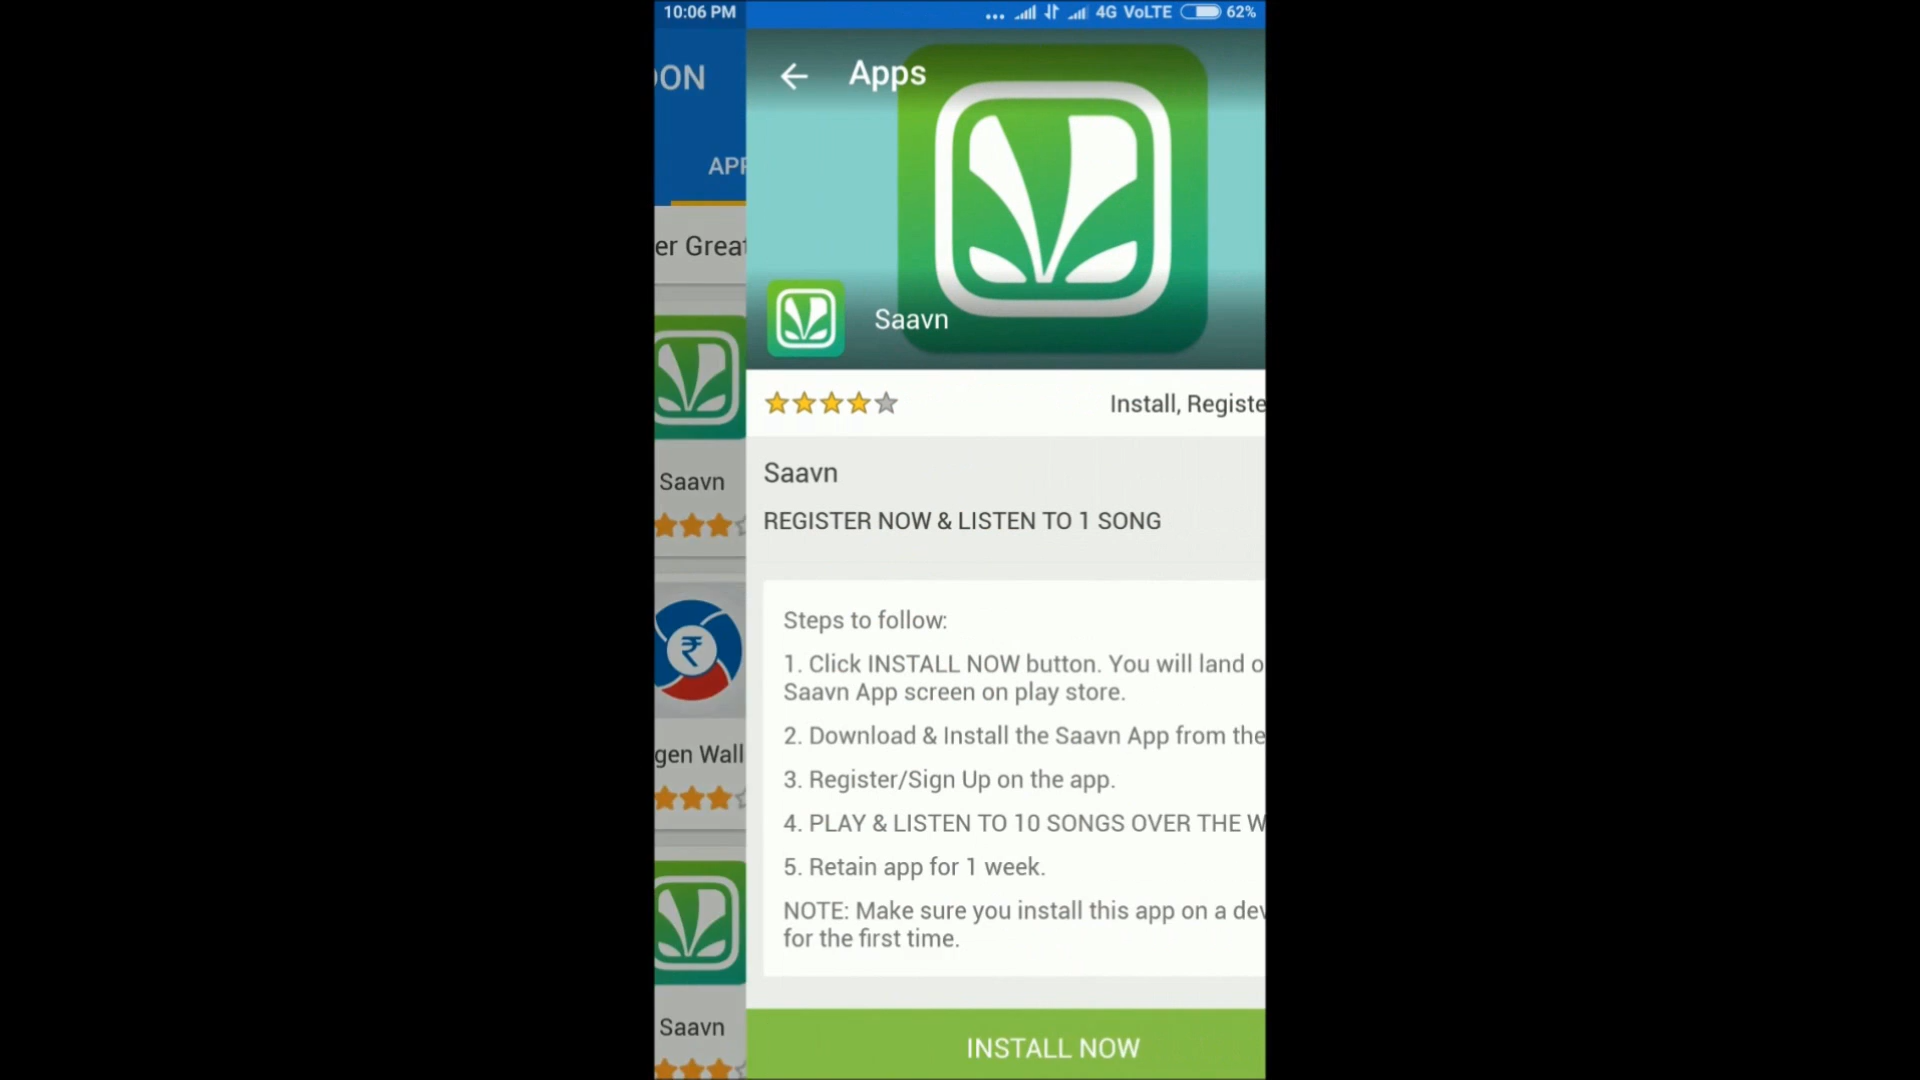 10:06 PM
4G VoLTE
62%
OON
APP
er Great
Saavn
gen Wall
Saavn
Apps
Saavn
Install, Registe
Saavn
REGISTER NOW & LISTEN TO 1 SONG
Steps to follow:
1. Click INSTALL NOW button. You will land o
Saavn App screen on play store.
2. Download & Install the Saavn App from the
3. Register/Sign Up on the app.
4. PLAY & LISTEN TO 10 SONGS OVER THE W
5. Retain app for 1 week.
NOTE: Make sure you install this app on a dev
for the first time.
INSTALL NOW